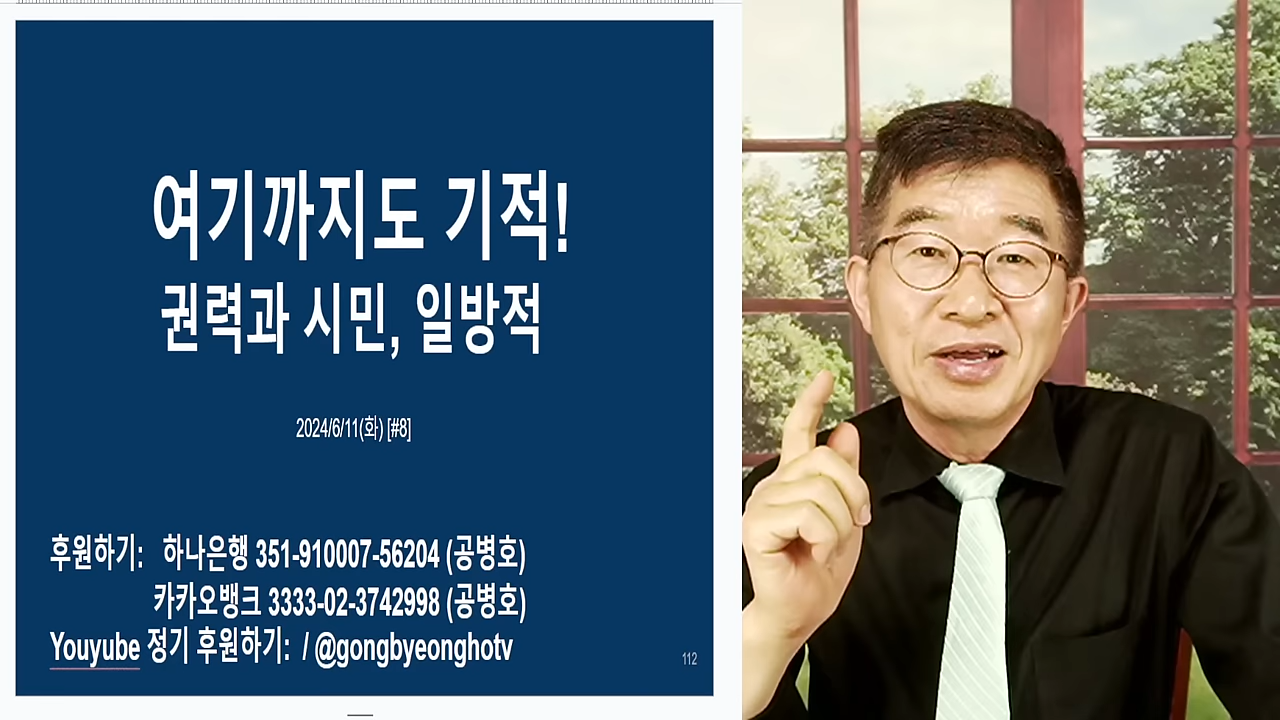 여기까지도 기적!
권력과 시민, 일방적
2024/6/11(화) [#8]
후원하기: 하나은행 351-910007-56204 (공병호)
카카오뱅크 3333-02-3742998 (공병호)
Youyube 정기 후원하기: / @gongbyeonghotv
112